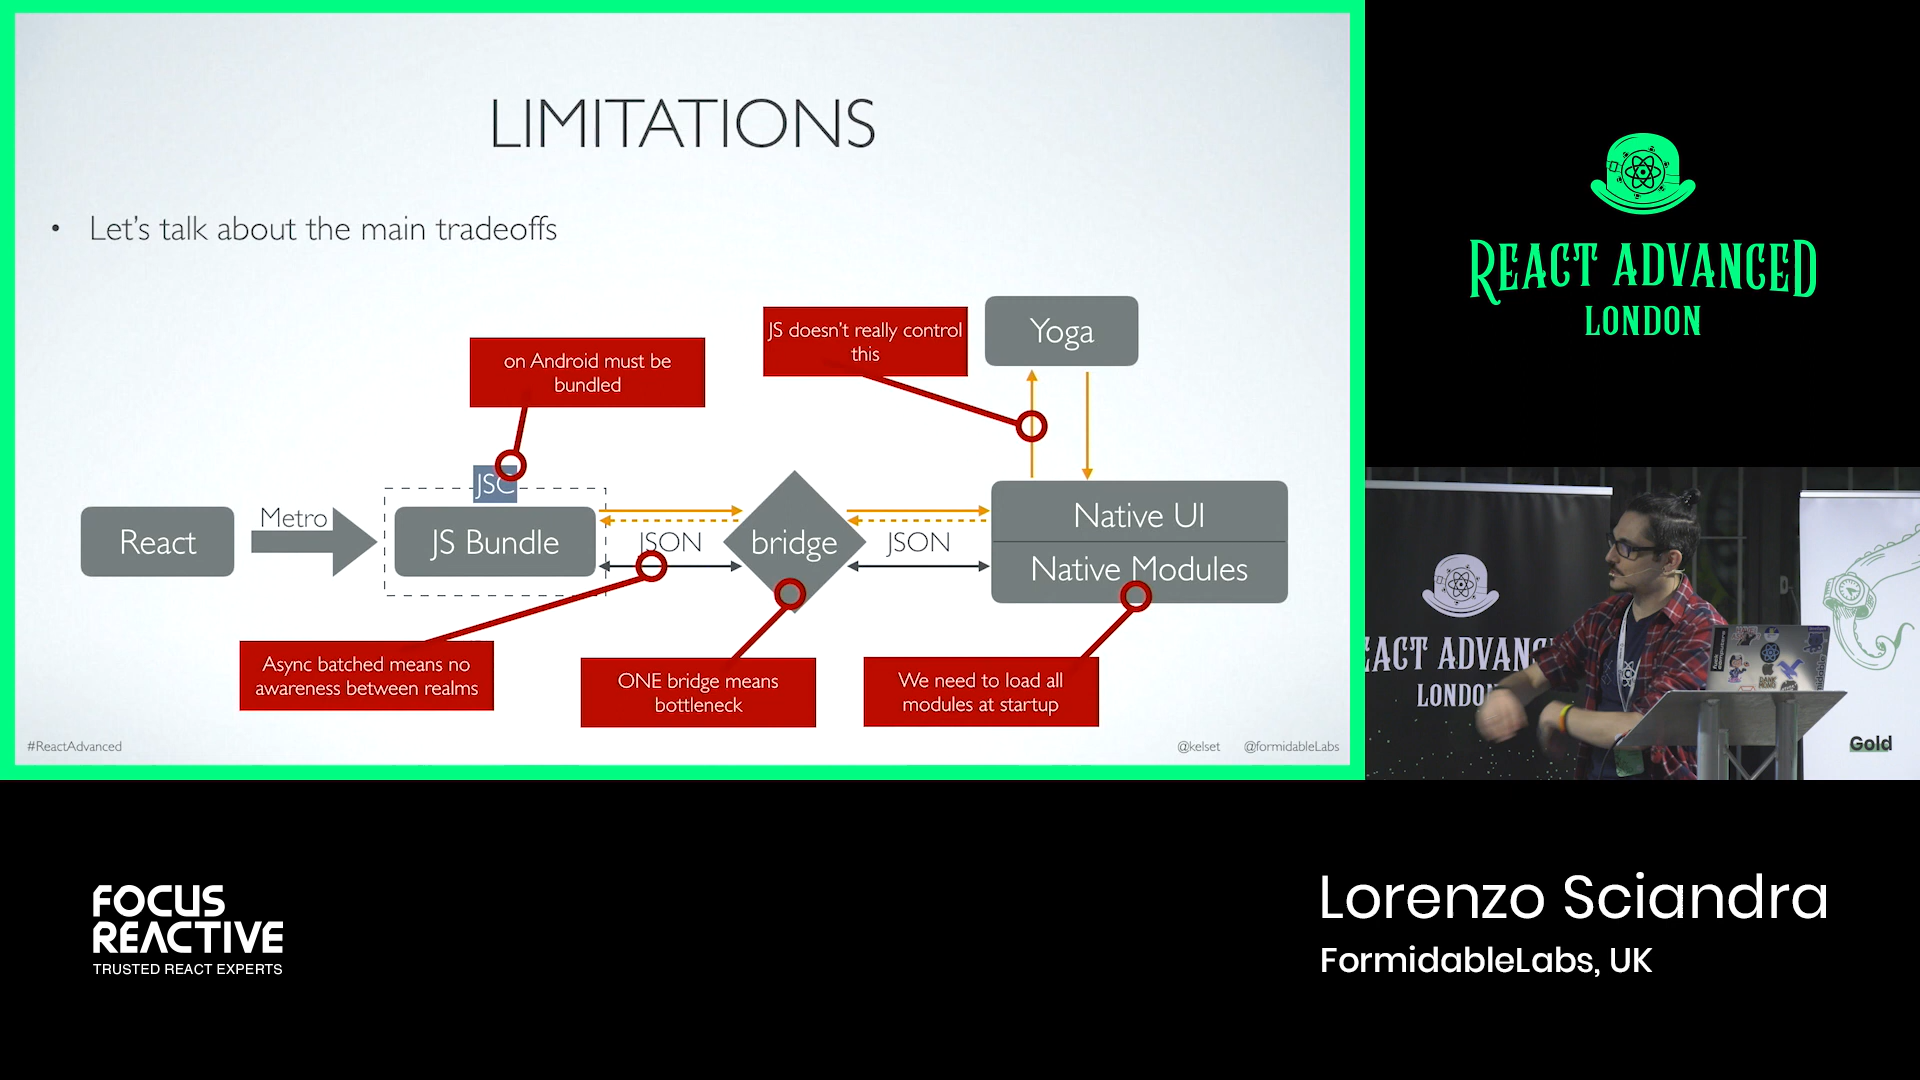 LIMITATIONS
• Let's talk about the main tradeoffs
JS doesn't really control
this
Yoga
on Android must be
bundled
JSC
React
Metro
JS Bundle
JSON
bridge
JSON
Native UI
Native Modules
Async batched means no
awareness between realms
ONE bridge means
bottleneck
We need to load all
modules at startup
#ReactAdvanced
@kelset
@formidableLabs
REACT ADVANCED
LONDON
EACT ADVANC
LONDON
Gold
FOCUS
REACTIVE
TRUSTED REACT EXPERTS
Lorenzo Sciandra
FormidableLabs, UK